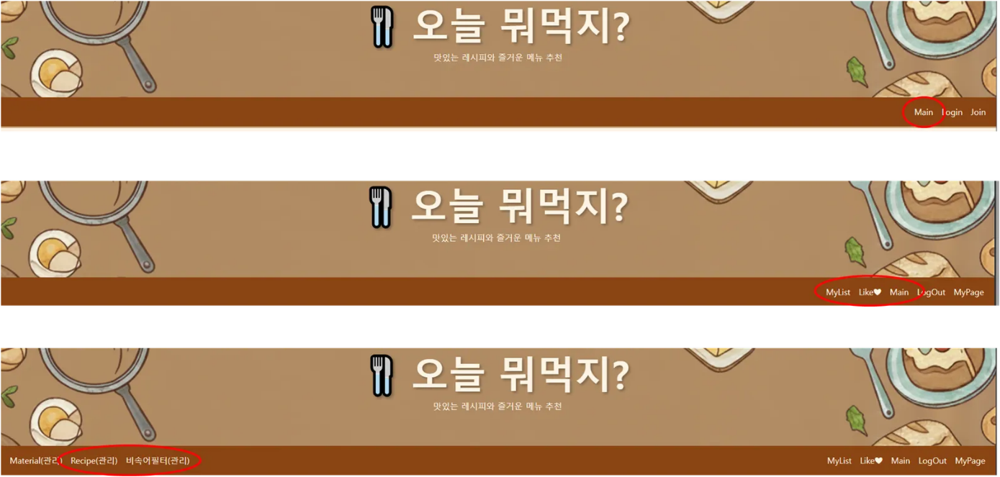 오늘 뭐먹지?
맛있는 레시피와 즐거운 메뉴 추천
Main Login Join
오늘 뭐먹지?
맛있는 레시피와 즐거운 메뉴 추천
MyList Like♥ Main LogOut MyPage
오늘 뭐먹지?
맛있는 레시피와 즐거운 메뉴 추천
Material(관리) Recipe(관리) 비속어필터(관리) MyList Like♥ Main LogOut MyPage